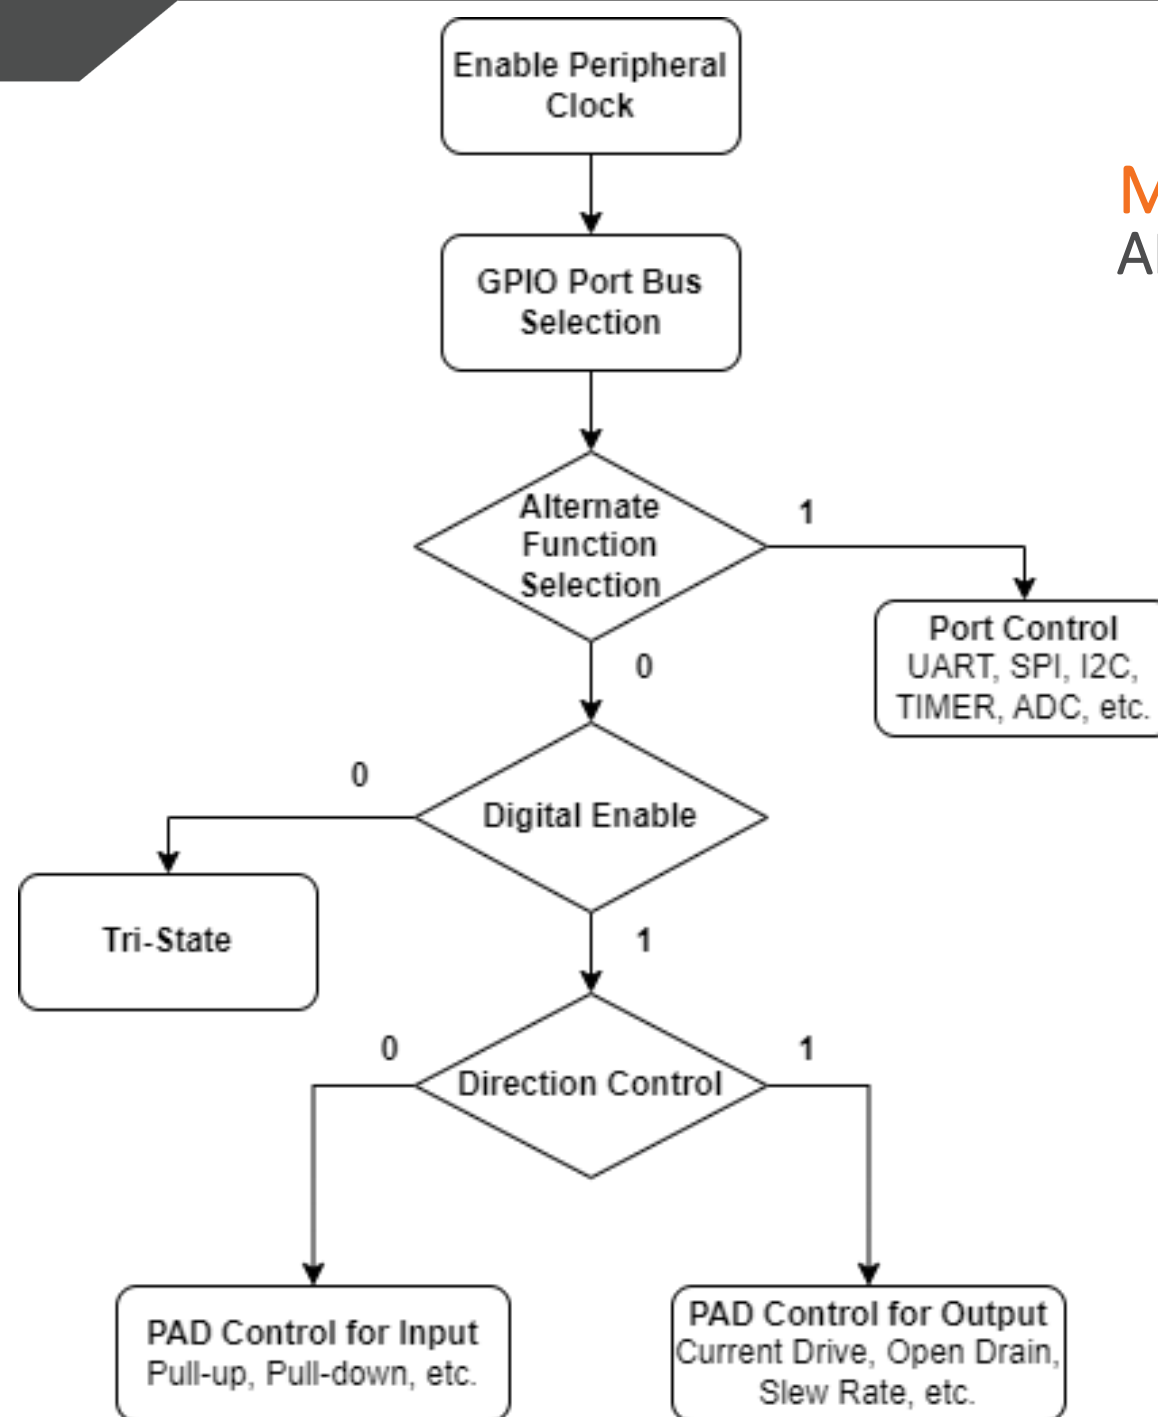 Enable Peripheral
Clock
GPIO Port Bus
Selection
Alternate
Function
Selection
1
Port Control
UART, SPI, I2C,
TIMER, ADC, etc.
0
Digital Enable
0
Tri-State
1
Direction Control
0
1
PAD Control for Input
Pull-up, Pull-down, etc.
PAD Control for Output
Current Drive, Open Drain,
Slew Rate, etc.